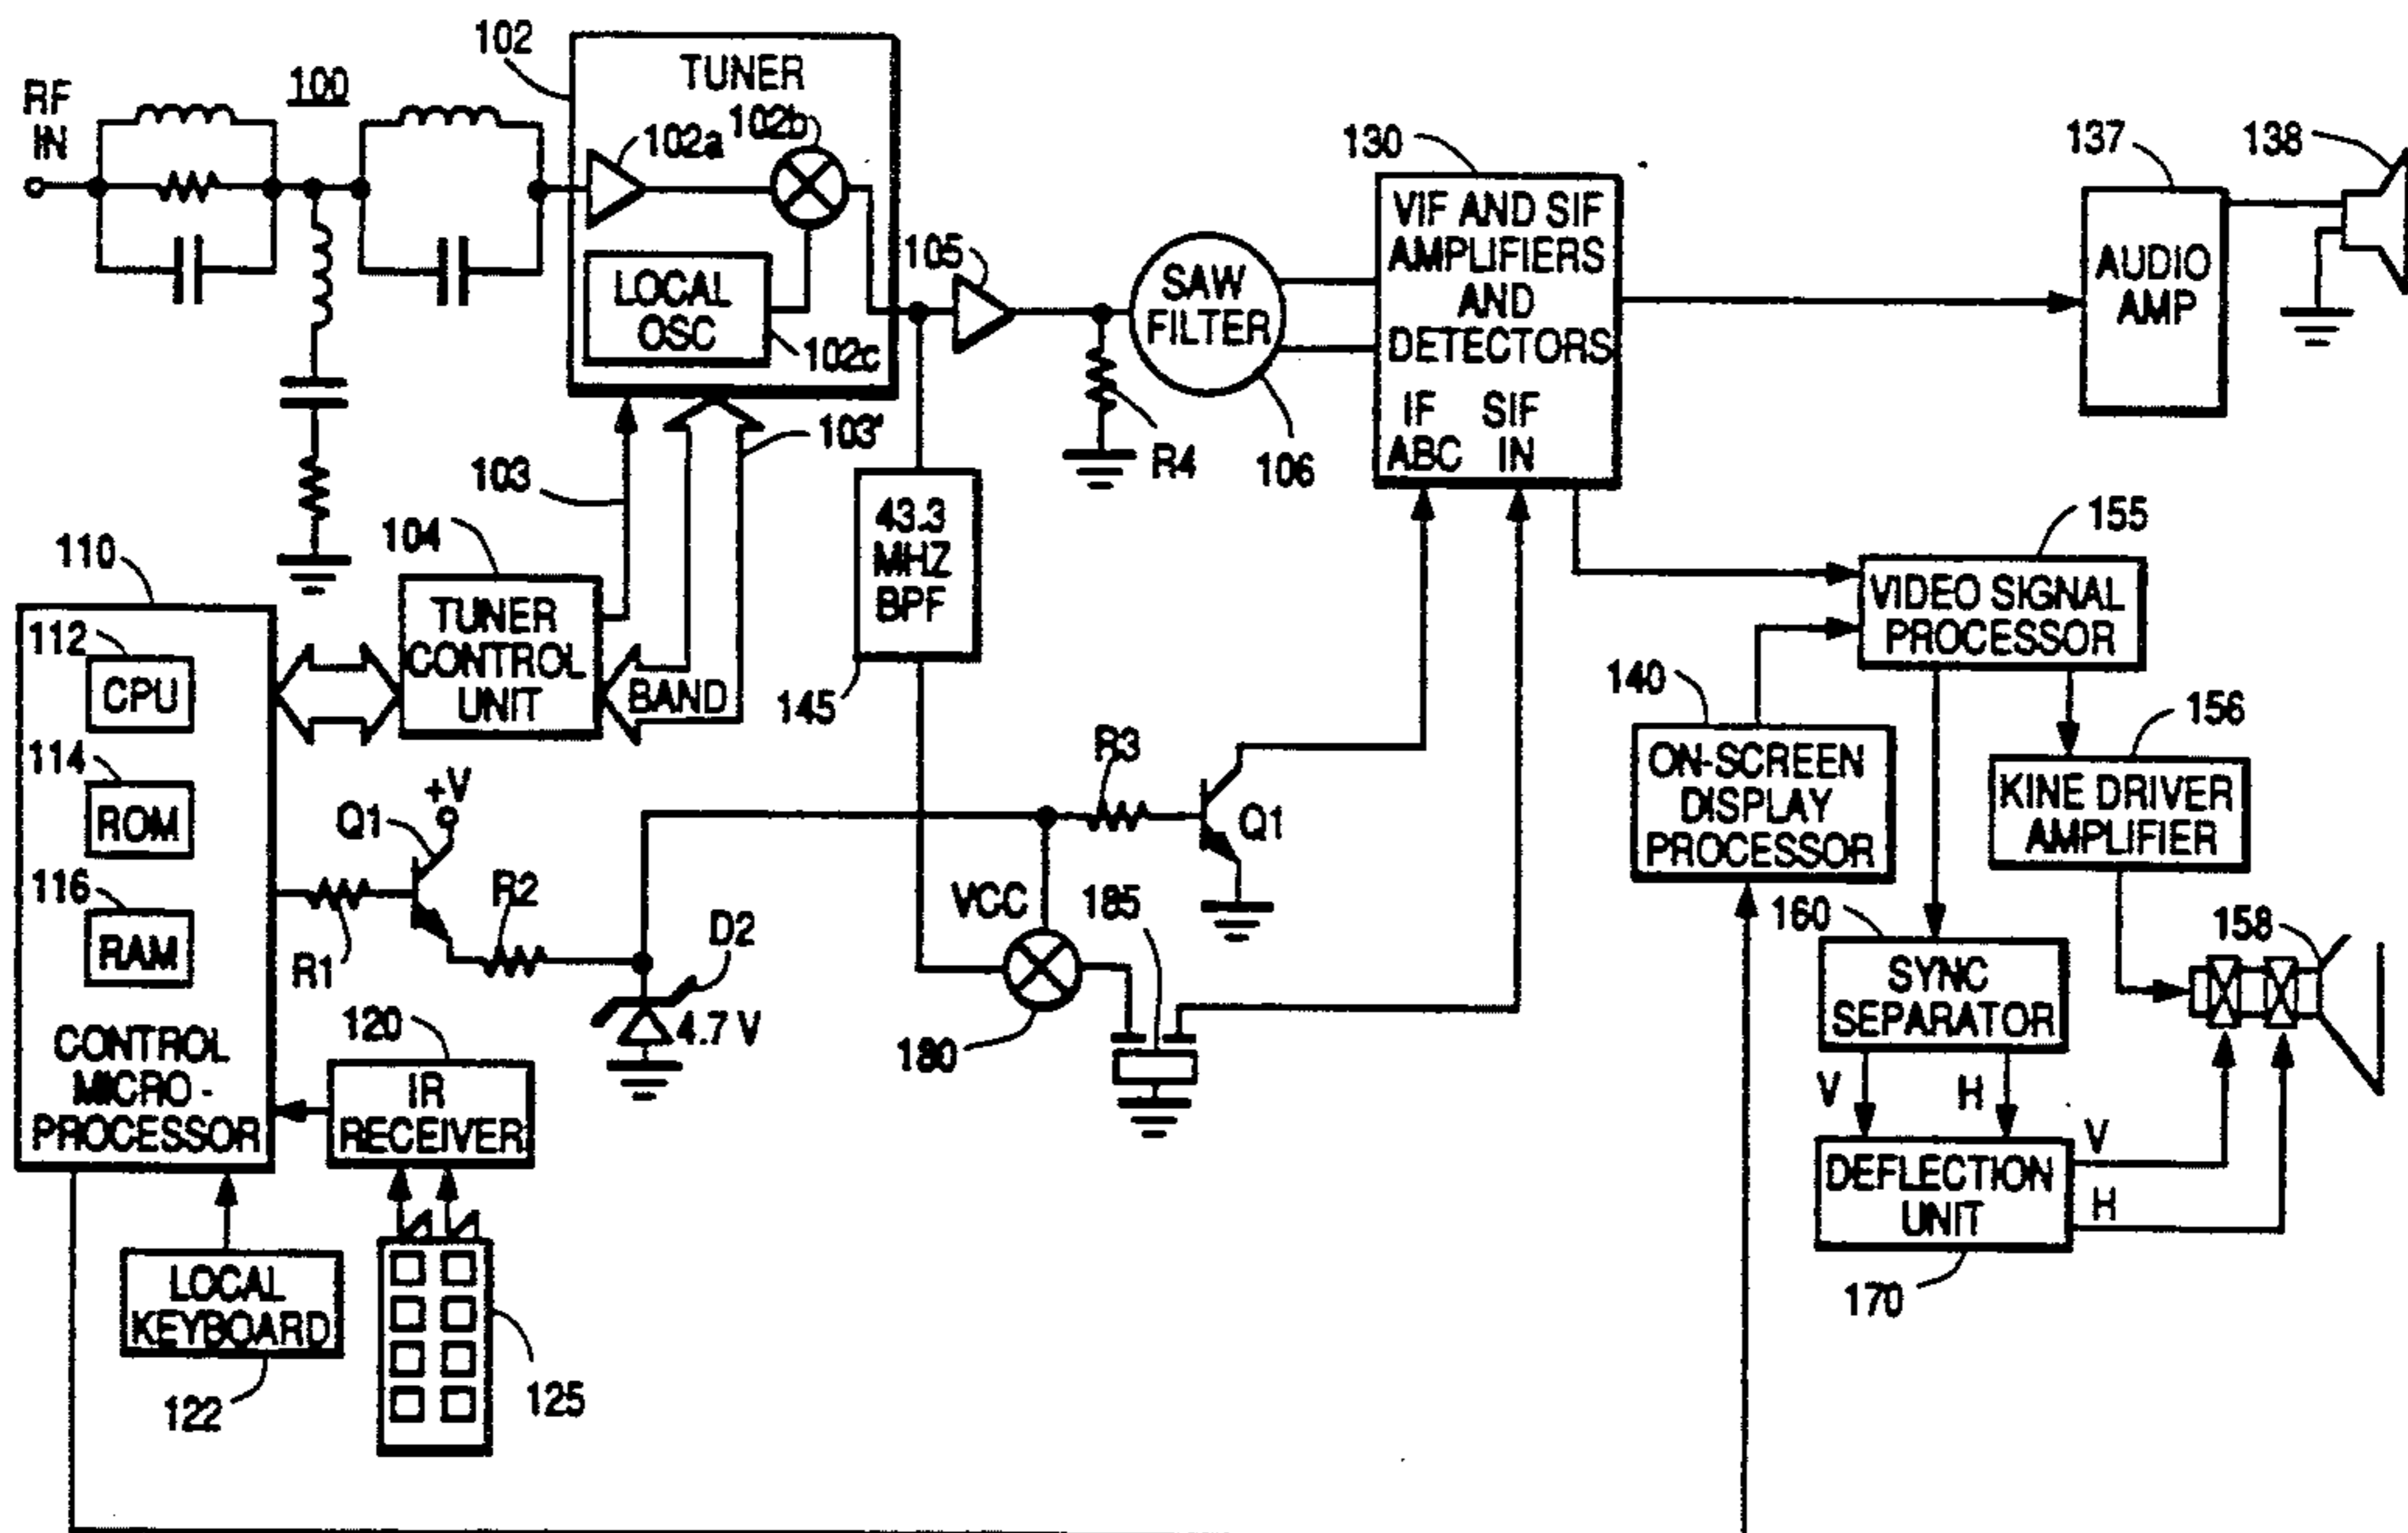 RF
IN
100
102
TUNER
102a
102b
LOCAL
OSC
102c
103
103'
105
SAW
FILTER
106
R4
130
VIF AND SIF
AMPLIFIERS
AND
DETECTORS
IF
ABC
SIF
IN
137
AUDIO
AMP
138
110
112
CPU
114
ROM
116
RAM
CONTROL
MICRO-
PROCESSOR
104
TUNER
CONTROL
UNIT
BAND
43.3
MHZ
BPF
145
+V
Q1
R1
R2
D2
4.7 V
VCC
180
185
R3
Q1
120
IR
RECEIVER
LOCAL
KEYBOARD
122
125
155
VIDEO SIGNAL
PROCESSOR
140
ON-SCREEN
DISPLAY
PROCESSOR
156
KINE DRIVER
AMPLIFIER
158
160
SYNC
SEPARATOR
V
H
DEFLECTION
UNIT
V
H
170